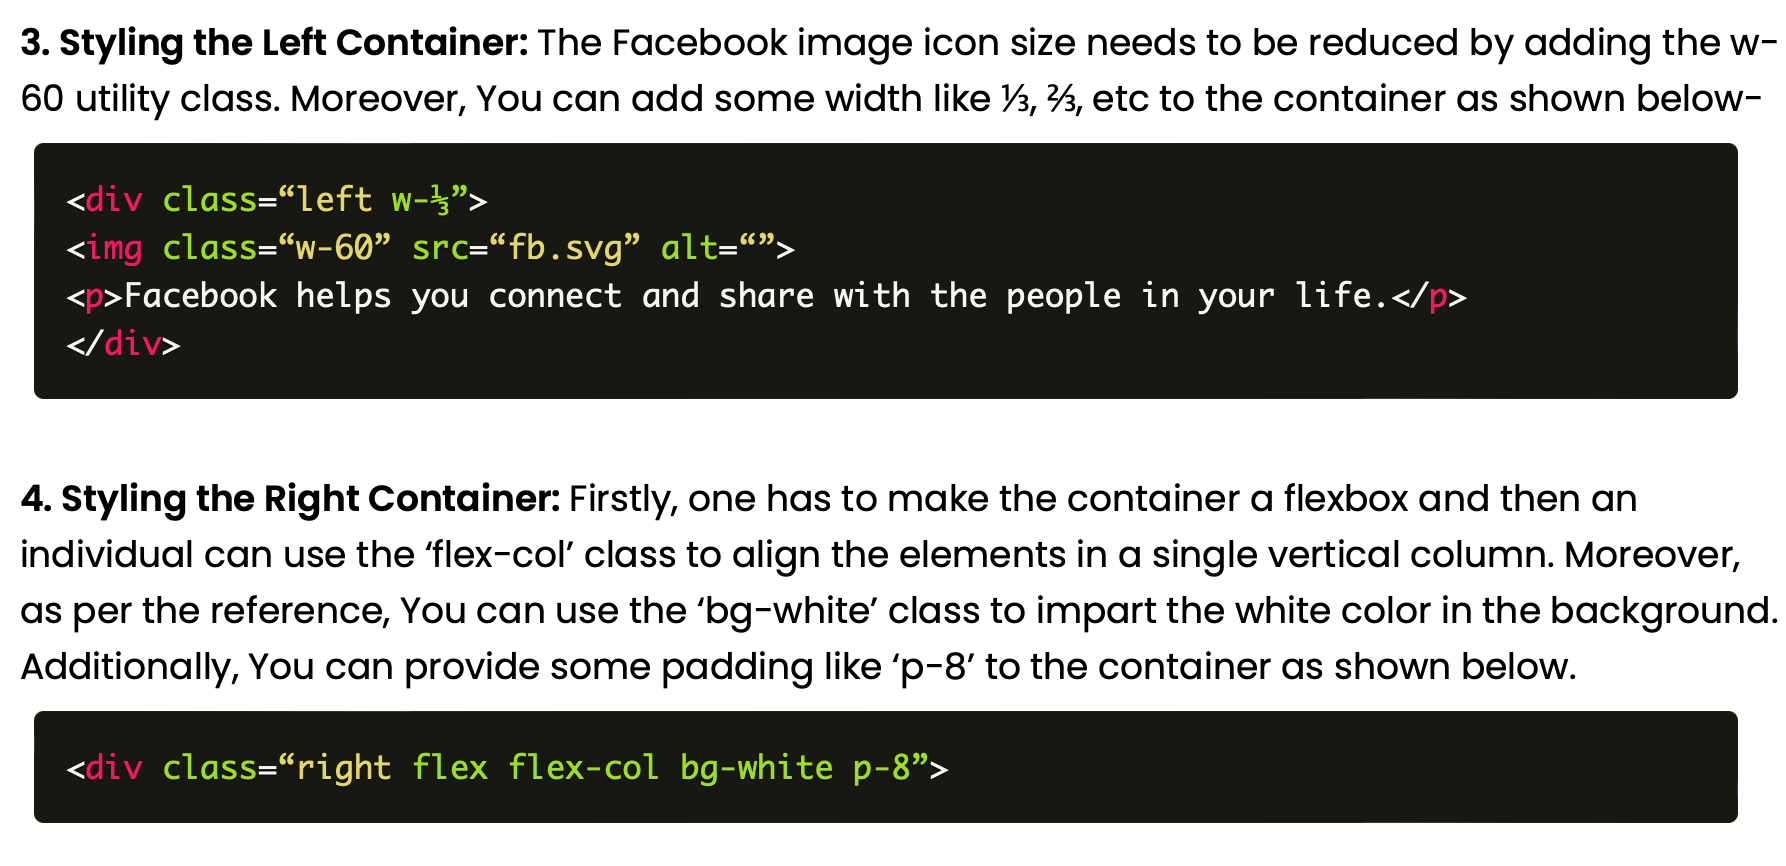 3. Styling the Left Container: The Facebook image icon size needs to be reduced by adding the w-
60 utility class. Moreover, You can add some width like ⅓, ⅔, etc to the container as shown below-
<div class=“left w-⅓”>
<img class=“w-60” src=“fb.svg” alt=“”>
<p>Facebook helps you connect and share with the people in your life.</p>
</div>
4. Styling the Right Container: Firstly, one has to make the container a flexbox and then an
individual can use the ‘flex-col’ class to align the elements in a single vertical column. Moreover,
as per the reference, You can use the ‘bg-white’ class to impart the white color in the background.
Additionally, You can provide some padding like ‘p-8’ to the container as shown below.
<div class=“right flex flex-col bg-white p-8”>